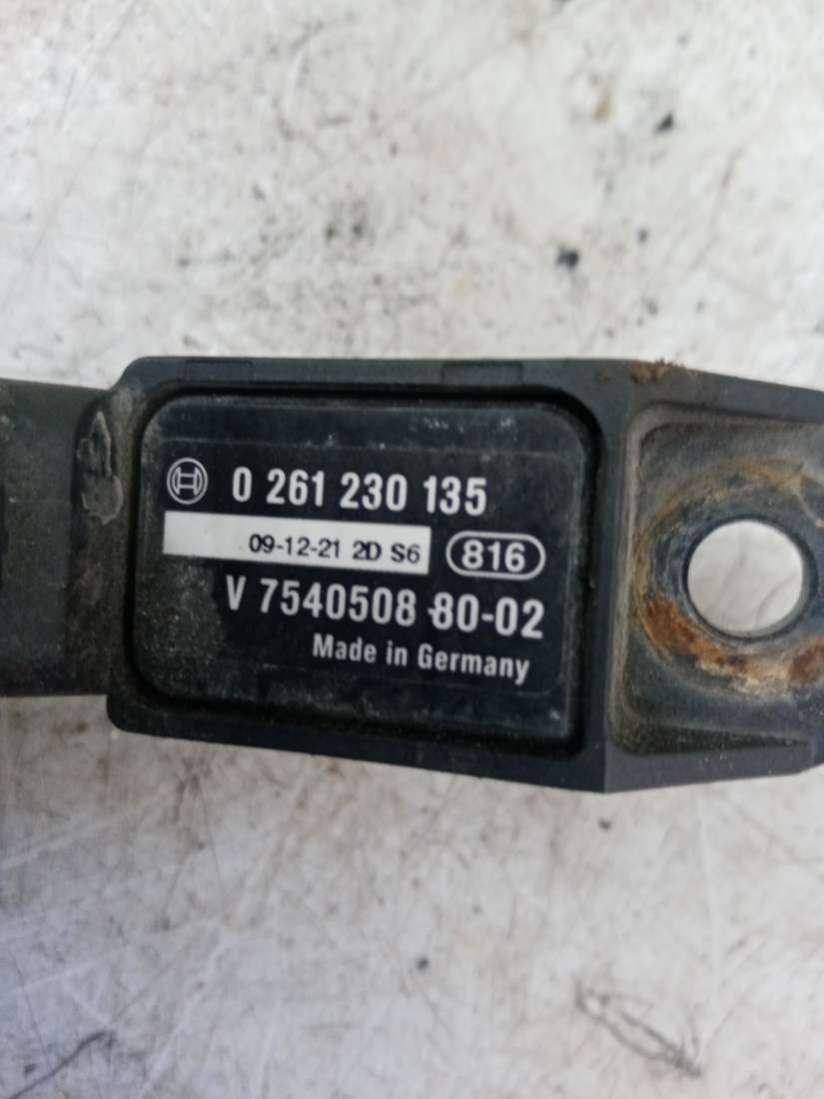 0 261 230 135
09-12-21 2D S6 816
V 7540508 80-02
Made in Germany